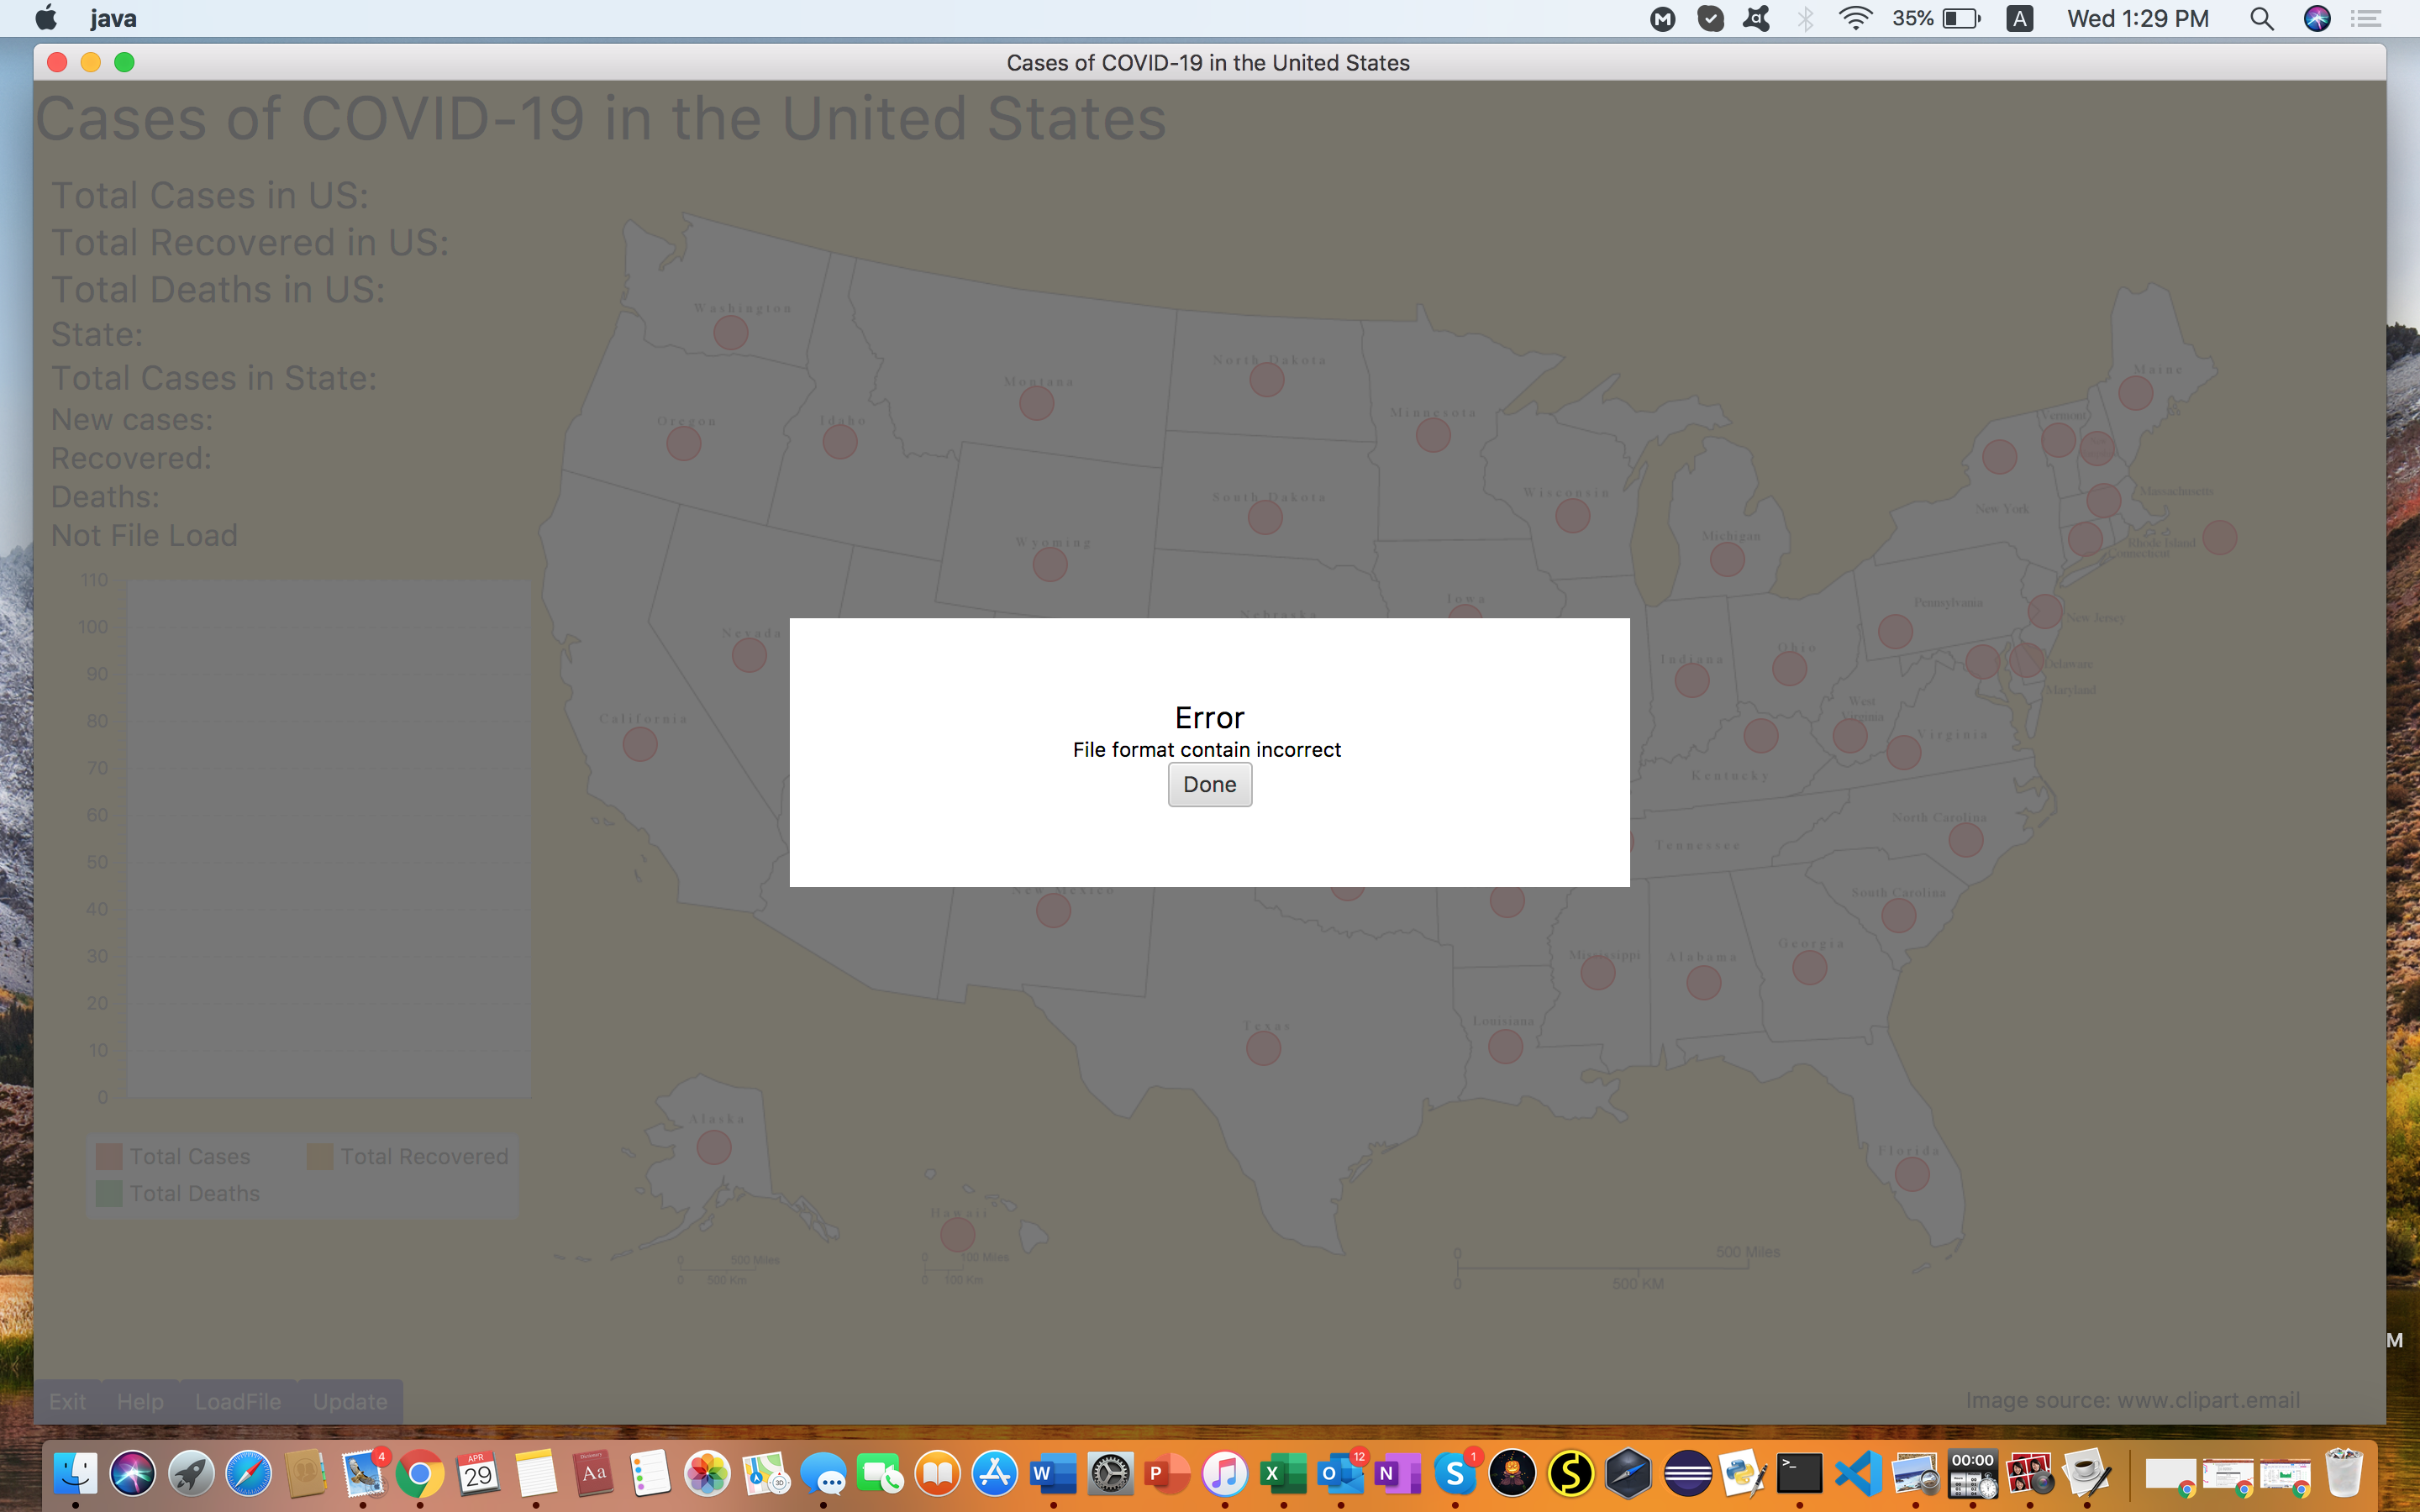 java
35%
A
Wed 1:29 PM
Cases of COVID-19 in the United States
Cases of COVID-19 in the United States
Total Cases in US:
Total Recovered in US:
Total Deaths in US:
State:
Total Cases in State:
New cases:
Recovered:
Deaths:
Not File Load
110
100
90
80
70
60
50
40
30
20
10
0
Total Cases
Total Recovered
Total Deaths
Washington
Oregon
Idaho
Montana
North Dakota
Minnesota
South Dakota
Wisconsin
Wyoming
Michigan
Maine
Vermont
Massachusetts
New York
Rhode Island
Connecticut
Nebraska
Iowa
Pennsylvania
New Jersey
Nevada
Indiana
Ohio
Delaware
Maryland
California
West
Virginia
Virginia
Kentucky
North Carolina
Tennessee
South Carolina
New Mexico
Mississippi
Alabama
Georgia
Texas
Louisiana
Alaska
Florida
Hawaii
0 500 Miles
0 500 Km
0 100 Miles
0 100 Km
0 500 Miles
0 500 KM
Error
File format contain incorrect
Done
Exit
Help
LoadFile
Update
Image source: www.clipart.email
M
4
APR
29
Aa
W
P
X
O
12
N
S
1
00:00